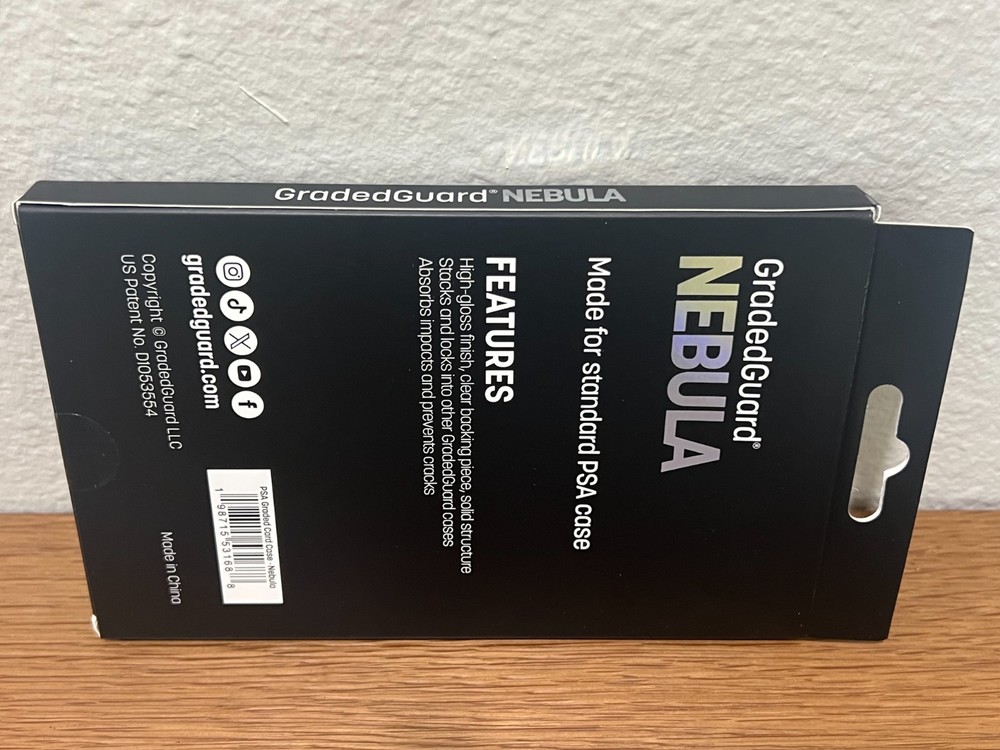 GradedGuard® NEBULA
GradedGuard®
NEBULA
Made for standard PSA case
FEATURES
High-gloss finish, clear backing piece, solid structure
Stacks and locks into other GradedGuard cases
Absorbs impacts and prevents cracks
gradedguard.com
Copyright © GradedGuard LLC
US Patent No. D1053554
PSA Graded Card Case - Nebula
1 98715 53168 8
Made in China